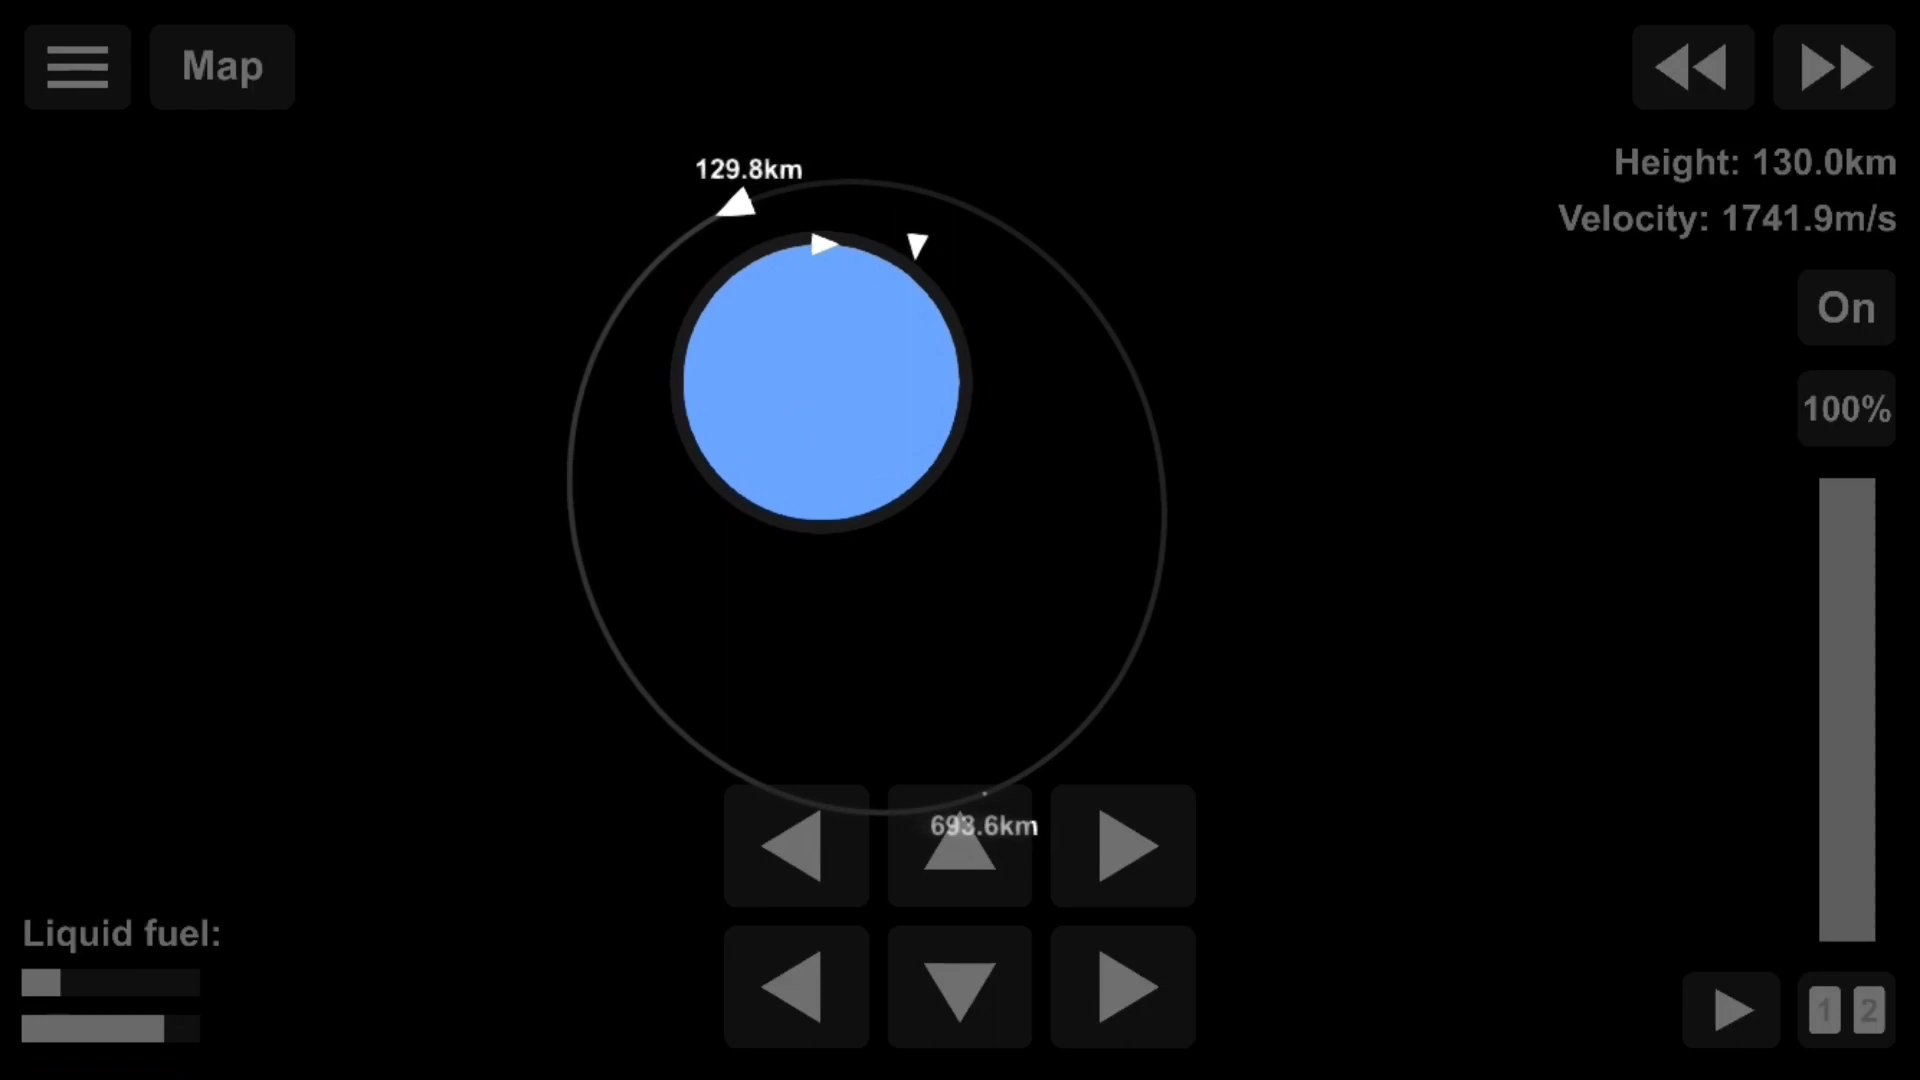 Map
Height: 130.0km
Velocity: 1741.9m/s
129.8km
On
100%
693.6km
Liquid fuel:
1 2